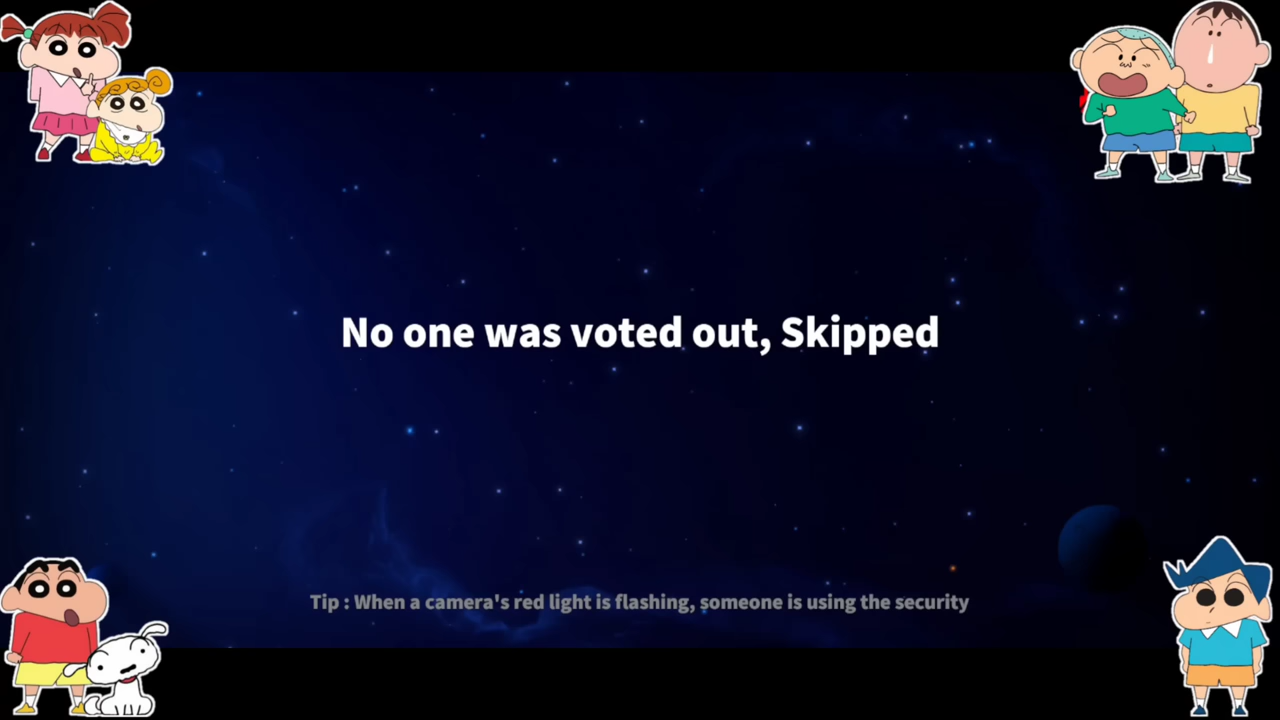 No one was voted out, Skipped
Tip : When a camera's red light is flashing, someone is using the security